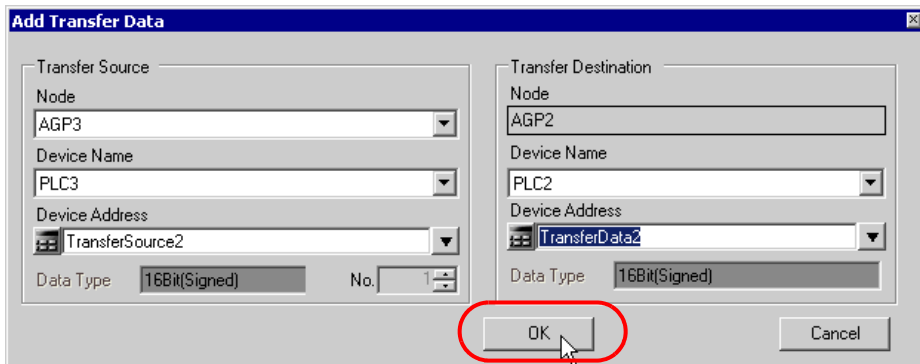 Add Transfer Data
Transfer Source
Node
AGP3
Device Name
PLC3
Device Address
TransferSource2
Data Type 16Bit(Signed) No. 1
Transfer Destination
Node
AGP2
Device Name
PLC2
Device Address
TransferData2
Data Type 16Bit(Signed)
OK Cancel